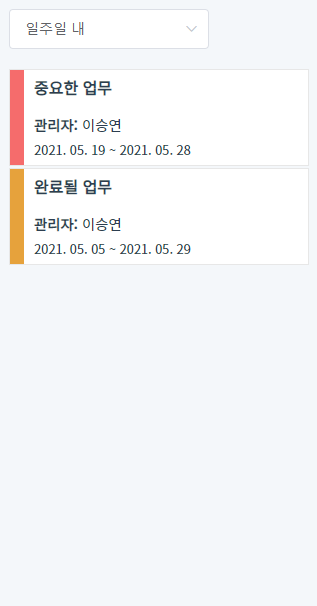 일주일 내
중요한 업무
관리자: 이승연
2021. 05. 19 ~ 2021. 05. 28
완료될 업무
관리자: 이승연
2021. 05. 05 ~ 2021. 05. 29